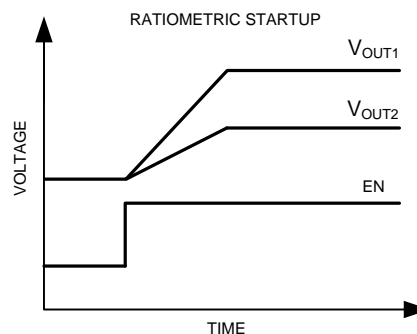 RATIOMETRIC STARTUP
VOUT1
VOUT2
EN
VOLTAGE
TIME